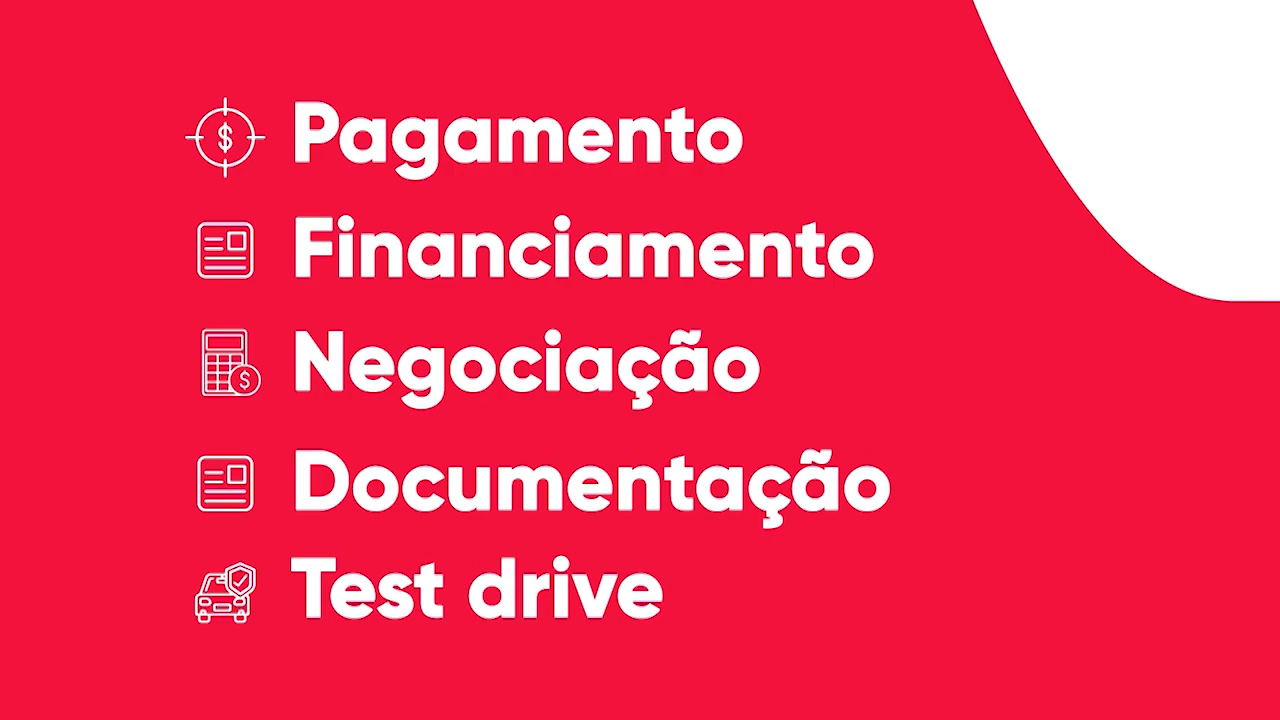 Pagamento
Financiamento
Negociação
Documentação
Test drive